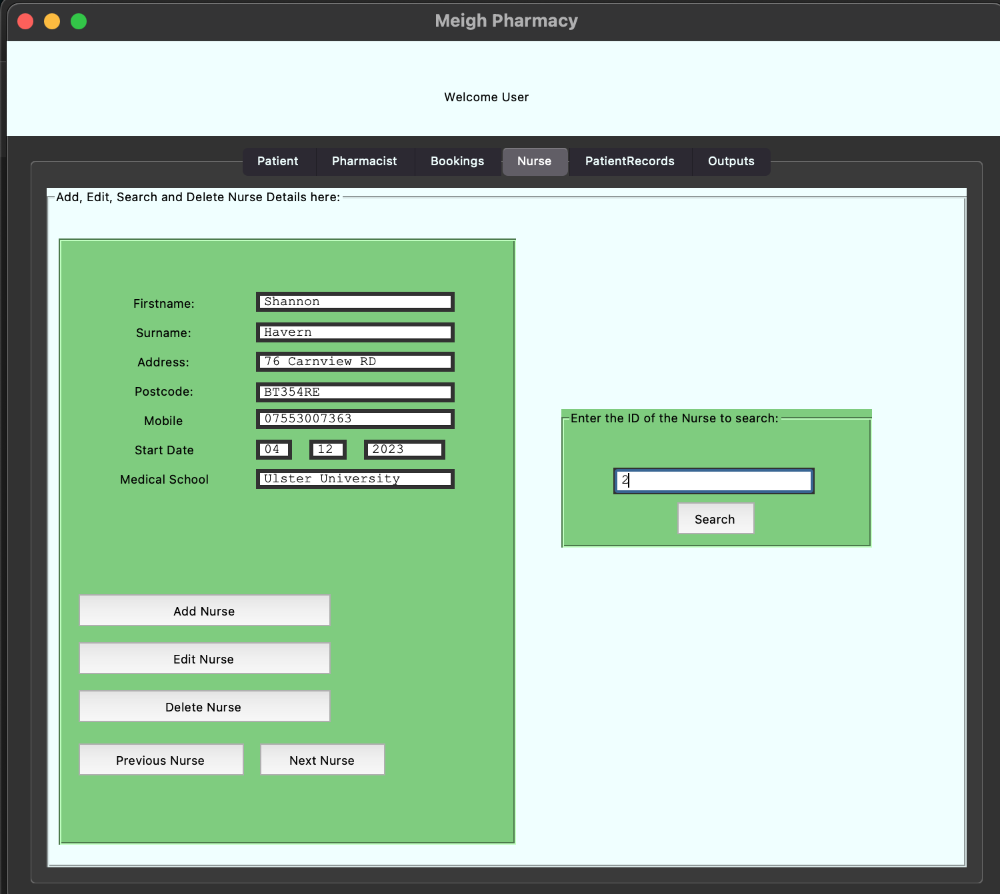 Meigh Pharmacy
Welcome User
Patient Pharmacist Bookings Nurse PatientRecords Outputs
Add, Edit, Search and Delete Nurse Details here:
Firstname: Shannon
Surname: Havern
Address: 76 Carnview RD
Postcode: BT354RE
Mobile 07553007363
Start Date 04 12 2023
Medical School Ulster University
Add Nurse
Edit Nurse
Delete Nurse
Previous Nurse Next Nurse
Enter the ID of the Nurse to search:
2
Search